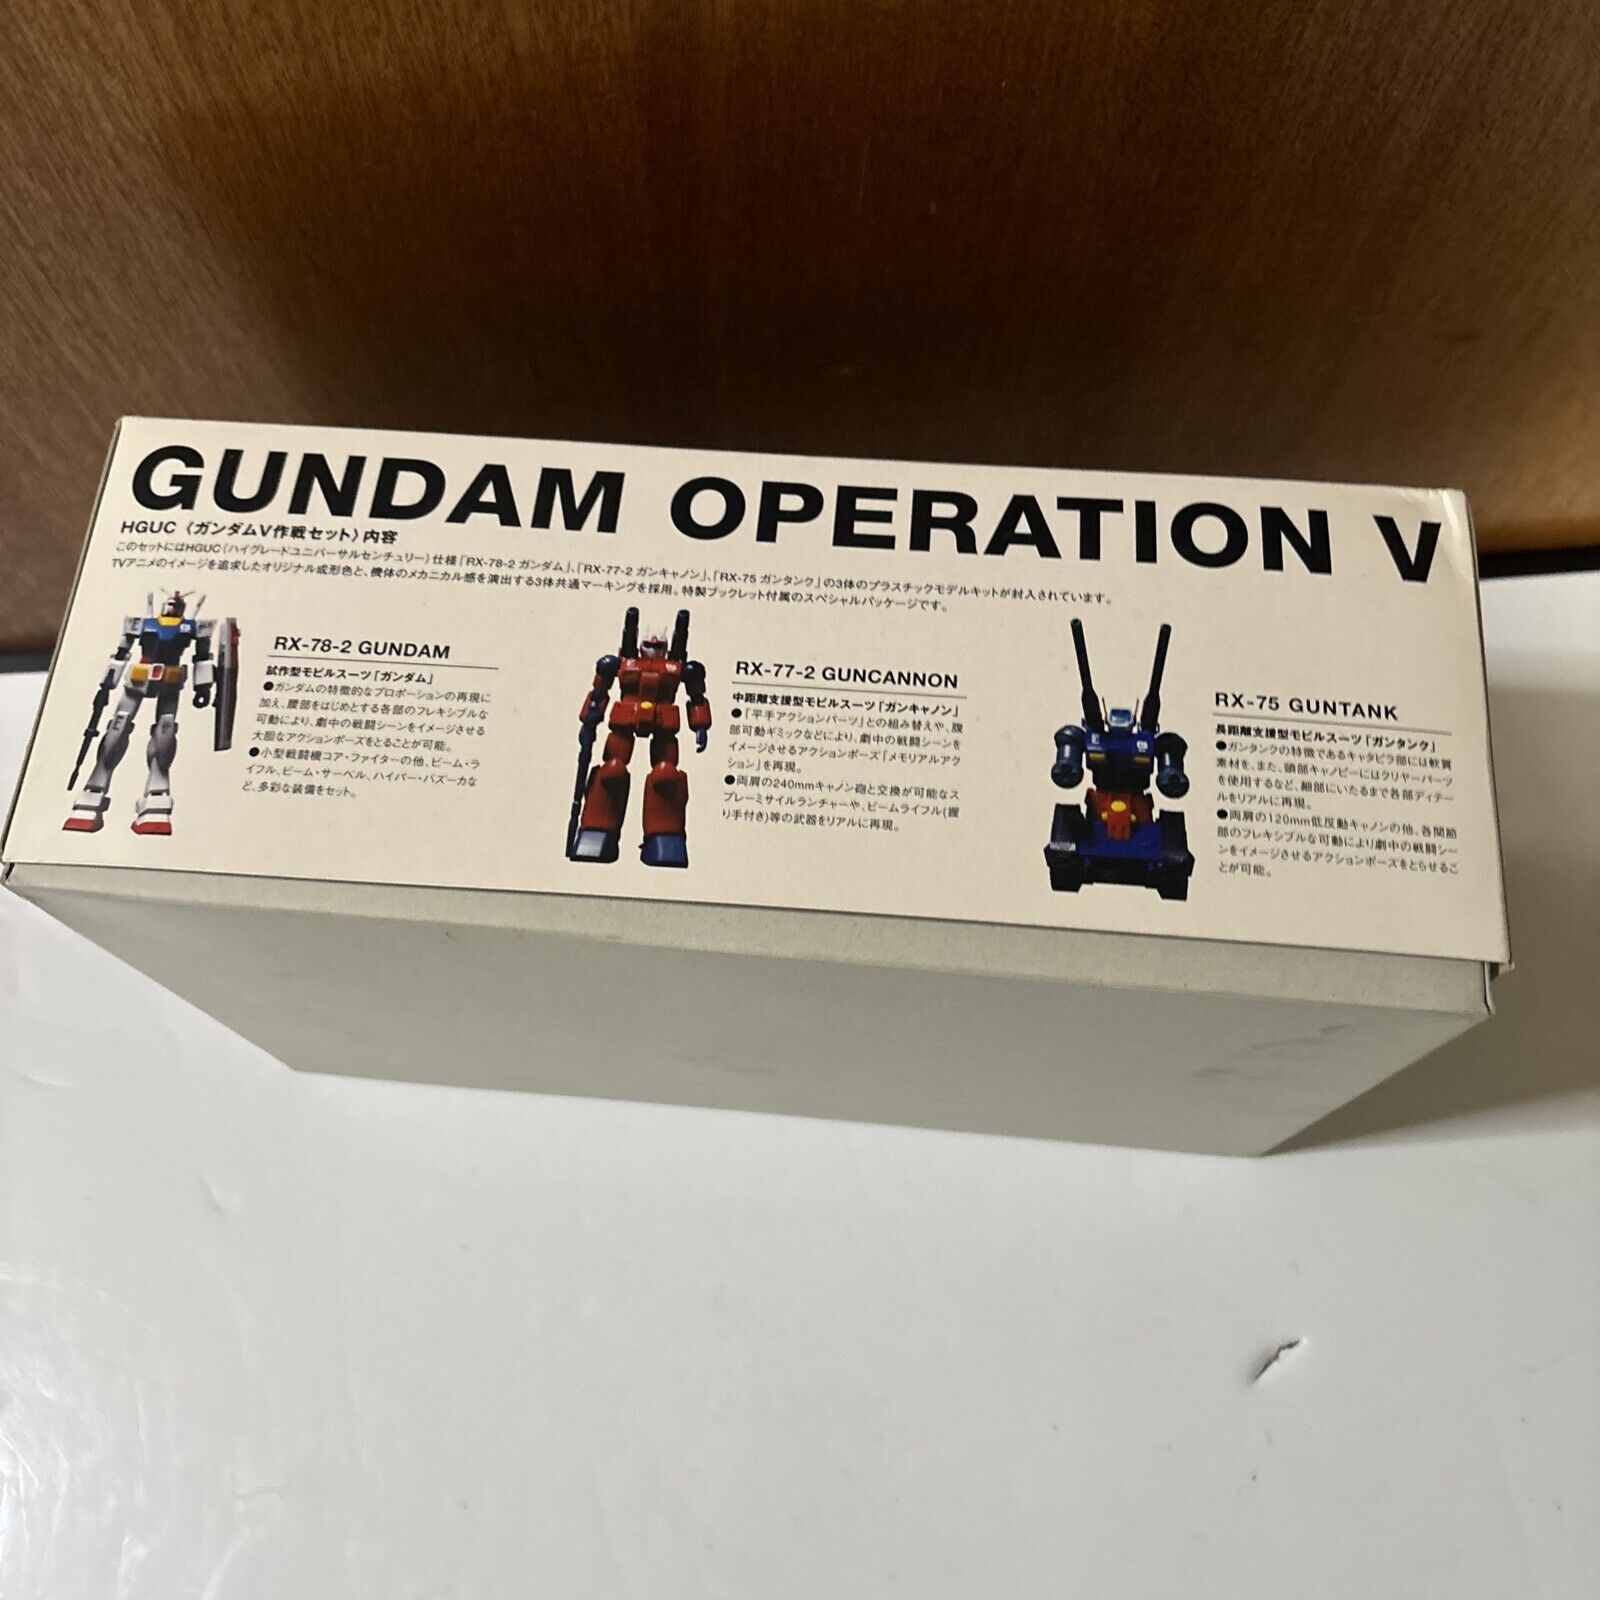 GUNDAM OPERATION V
HGUC〈ガンダムV作戦セット〉内容
このセットにはHGUC(ハイグレードユニバーサルセンチュリー)仕様「RX-78-2 ガンダム」、「RX-77-2 ガンキャノン」、「RX-75 ガンタンク」の3体のプラスチックモデルキットが封入されています。
TVアニメのイメージを追求したオリジナル成形色と、機体のメカニカル感を演出する3体共通マーキングを採用。特製ブックレット付属のスペシャルパッケージです。
RX-78-2 GUNDAM
試作型モビルスーツ「ガンダム」
●ガンダムの特徴的なプロポーションの再現に
加え、腰部をはじめとする各部のフレキシブルな
可動により、劇中の戦闘シーンをイメージさせる
大胆なアクションポーズをとることが可能。
●小型戦闘機コア・ファイターの他、ビーム・ラ
イフル、ビーム・サーベル、ハイパー・バズーカな
ど、多彩な装備をセット。
RX-77-2 GUNCANNON
中距離支援型モビルスーツ「ガンキャノン」
●「平手アクションパーツ」との組み替えや、腹
部可動ギミックなどにより、劇中の戦闘シーンを
イメージさせるアクションポーズ「メモリアルアク
ション」を再現。
●両肩の240mmキャノン砲と交換が可能なス
プレーミサイルランチャーや、ビームライフル(握
り手付き)等の武器をリアルに再現。
RX-75 GUNTANK
長距離支援型モビルスーツ「ガンタンク」
●ガンタンクの特徴であるキャタピラ部には軟質
素材を、また、頭部キャノピーにはクリヤーパーツ
を使用するなど、細部にいたるまで各部ディテー
ルをリアルに再現。
●両肩の120mm低反動キャノンの他、各関節
部のフレキシブルな可動により劇中の戦闘シー
ンをイメージさせるアクションポーズをとらせるこ
とが可能。